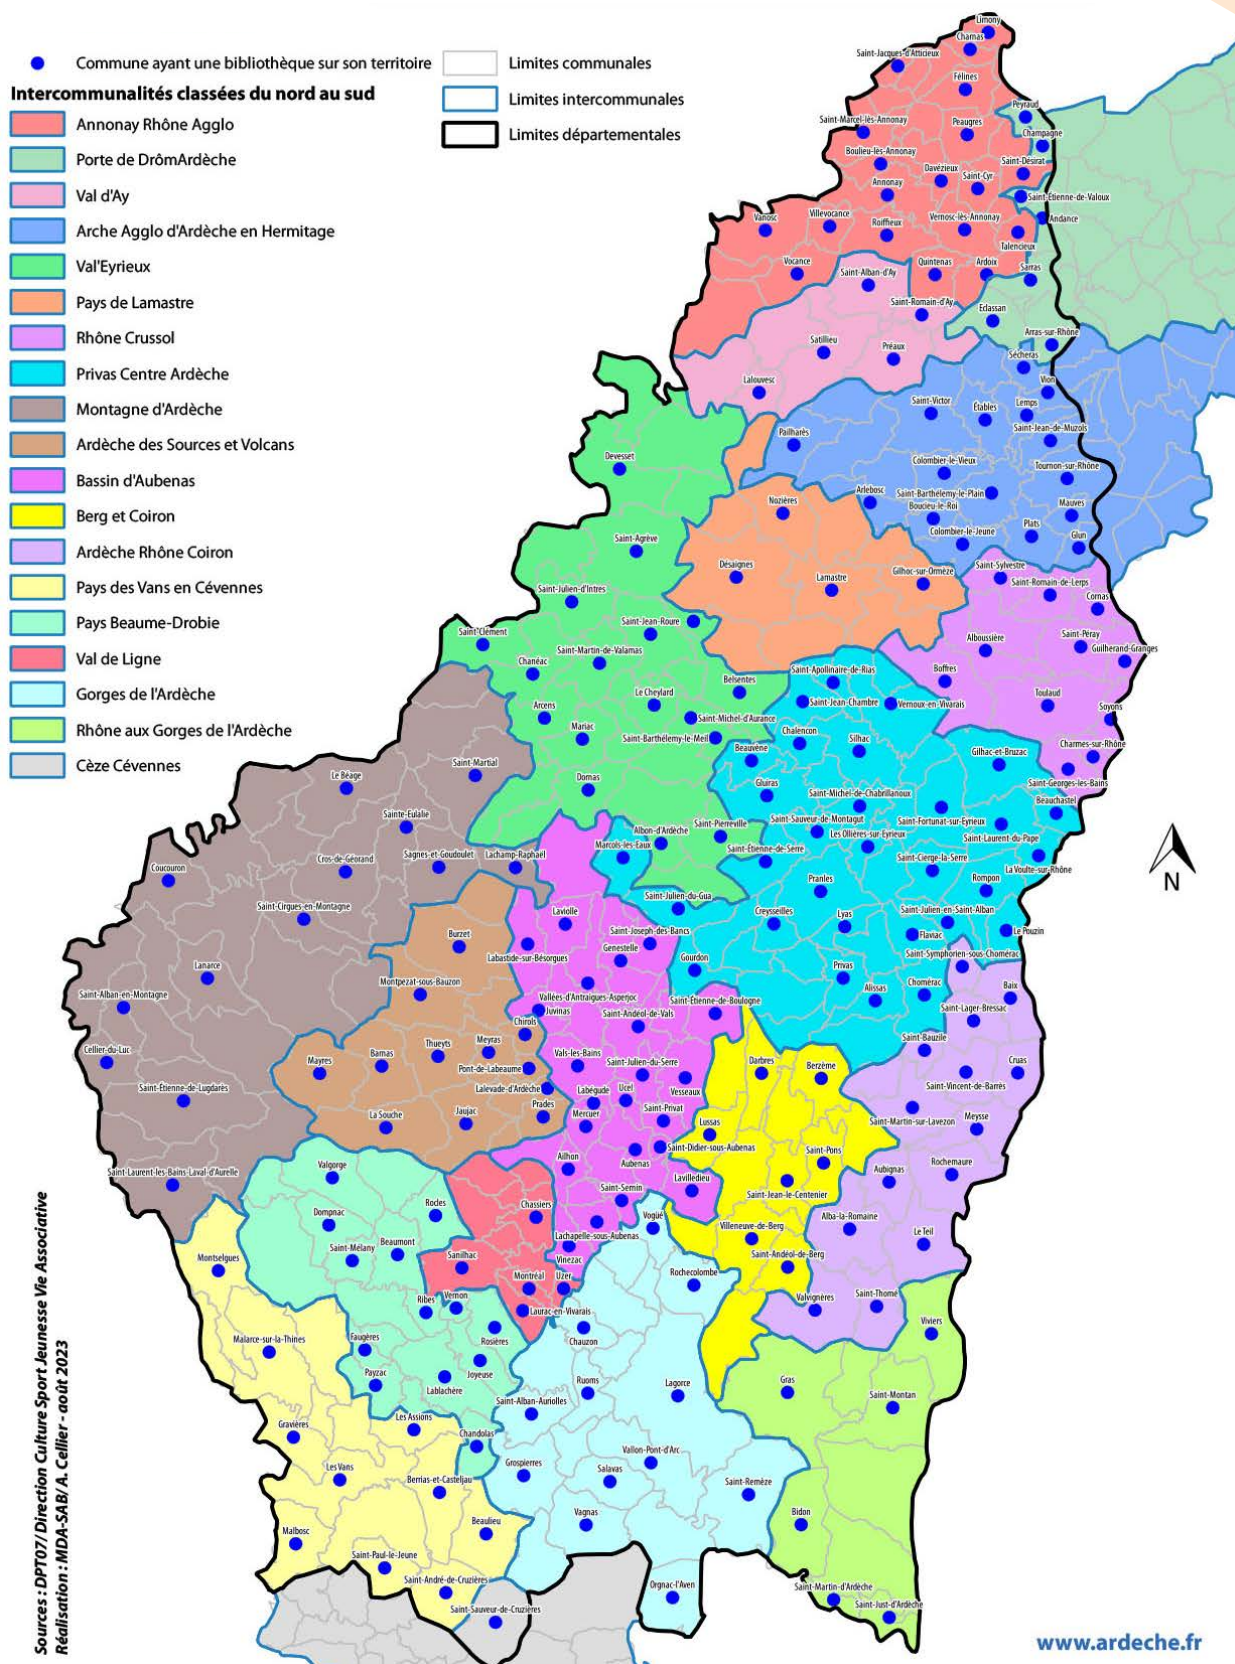 Commune ayant une bibliothèque sur son territoire
Limites communales
Intercommunalités classées du nord au sud
Limites intercommunales
Limites départementales
Annonay Rhône Agglo
Porte de DrômArdèche
Val d'Ay
Arche Agglo d'Ardèche en Hermitage
Val'Eyrieux
Pays de Lamastre
Rhône Crussol
Privas Centre Ardèche
Montagne d'Ardèche
Ardèche des Sources et Volcans
Bassin d'Aubenas
Berg et Coiron
Ardèche Rhône Coiron
Pays des Vans en Cévennes
Pays Beaume-Drobie
Val de Ligne
Gorges de l'Ardèche
Rhône aux Gorges de l'Ardèche
Cèze Cévennes
Limony
Charnas
Saint-Jacques-d'Atticieux
Félines
Peyraud
Saint-Marcel-lès-Annonay
Peaugres
Champagne
Boulieu-lès-Annonay
Saint-Désirat
Davézieux
Saint-Cyr
Annonay
Saint-Étienne-de-Valoux
Vanosc
Villevocance
Roiffieux
Vernosc-lès-Annonay
Andance
Talencieux
Vocance
Saint-Alban-d'Ay
Quintenas
Ardoix
Sarras
Saint-Romain-d'Ay
Eclassan
Arras-sur-Rhône
Satillieu
Préaux
Sécheras
Lalouvesc
Vion
Saint-Victor
Étables
Lemps
Saint-Jean-de-Muzols
Pailharès
Devesset
Colombier-le-Vieux
Tournon-sur-Rhône
Arlebosc
Saint-Barthélemy-le-Plain
Nozières
Boucieu-le-Roi
Mauves
Colombier-le-Jeune
Plats
Glun
Saint-Agrève
Désaignes
Lamastre
Gilhoc-sur-Ormèze
Saint-Sylvestre
Saint-Romain-de-Lerps
Saint-Julien-d'Intres
Cornas
Saint-Clément
Saint-Jean-Roure
Alboussière
Saint-Péray
Guilherand-Granges
Chanéac
Saint-Martin-de-Valamas
Saint-Apollinaire-de-Rias
Boffres
Belsentes
Le Cheylard
Saint-Jean-Chambre
Vernoux-en-Vivarais
Toulaud
Arcens
Saint-Michel-d'Aurance
Soyons
Mariac
Saint-Barthélemy-le-Meil
Chalencon
Silhac
Beauvène
Gilhac-et-Bruzac
Charmes-sur-Rhône
Saint-Martial
Le Béage
Dornas
Gluiras
Saint-Georges-les-Bains
Saint-Michel-de-Chabrillanoux
Beauchastel
Sainte-Eulalie
Saint-Pierreville
Saint-Sauveur-de-Montagut
Saint-Fortunat-sur-Eyrieux
Albon-d'Ardèche
Les Ollières-sur-Eyrieux
Saint-Laurent-du-Pape
Marcols-les-Eaux
Saint-Étienne-de-Serre
Cros-de-Géorand
Sagnes-et-Goudoulet
Lachamp-Raphaël
Saint-Cierge-la-Serre
La Voulte-sur-Rhône
Coucouron
Pranles
Rompon
N
Saint-Julien-du-Gua
Saint-Cirgues-en-Montagne
Laviolle
Creysseilles
Lyas
Saint-Julien-en-Saint-Alban
Burzet
Saint-Joseph-des-Bancs
Flaviac
Le Pouzin
Labastide-sur-Bésorgues
Genestelle
Gourdon
Saint-Symphorien-sous-Chomérac
Lanarce
Montpezat-sous-Bauzon
Privas
Chomérac
Alissas
Baix
Saint-Alban-en-Montagne
Vallées-d'Antraigues-Asperjoc
Saint-Étienne-de-Boulogne
Juvinas
Saint-Andéol-de-Vals
Saint-Lager-Bressac
Chirols
Cellier-du-Luc
Mayres
Barnas
Thueyts
Meyras
Vals-les-Bains
Saint-Bauzile
Pont-de-Labeaume
Saint-Julien-du-Serre
Darbres
Berzème
Cruas
Saint-Étienne-de-Lugdarès
Lalevade-d'Ardèche
Labégude
Ucel
Vesseaux
Saint-Vincent-de-Barrès
Prades
Mercuer
Saint-Privat
La Souche
Jaujac
Lussas
Saint-Martin-sur-Lavezon
Meysse
Saint-Didier-sous-Aubenas
Saint-Pons
Saint-Laurent-les-Bains-Laval-d'Aurelle
Valgorge
Ailhon
Aubenas
Aubignas
Rochemaure
Lavilledieu
Saint-Sernin
Saint-Jean-le-Centenier
Dompnac
Rocles
Chassiers
Vogüé
Alba-la-Romaine
Lachapelle-sous-Aubenas
Villeneuve-de-Berg
Le Teil
Saint-Mélany
Beaumont
Sanilhac
Vinezac
Saint-Andéol-de-Berg
Montselgues
Montréal
Uzer
Rochecolombe
Ribes
Vernon
Laurac-en-Vivarais
Valvignères
Saint-Thomé
Malarce-sur-la-Thines
Faugères
Rosières
Chauzon
Viviers
Payzac
Lablachère
Joyeuse
Ruoms
Lagorce
Gras
Saint-Montan
Saint-Alban-Auriolles
Gravières
Les Assions
Chandolas
Vallon-Pont-d'Arc
Les Vans
Berrias-et-Casteljau
Grospierres
Salavas
Saint-Remèze
Malbosc
Beaulieu
Vagnas
Bidon
Saint-Paul-le-Jeune
Saint-André-de-Cruzières
Orgnac-l'Aven
Saint-Martin-d'Ardèche
Saint-Sauveur-de-Cruzières
Saint-Just-d'Ardèche
Sources : DPT07/ Direction Culture Sport Jeunesse Vie Associative
Réalisation : MDA-SAB/ A. Cellier - août 2023
www.ardeche.fr